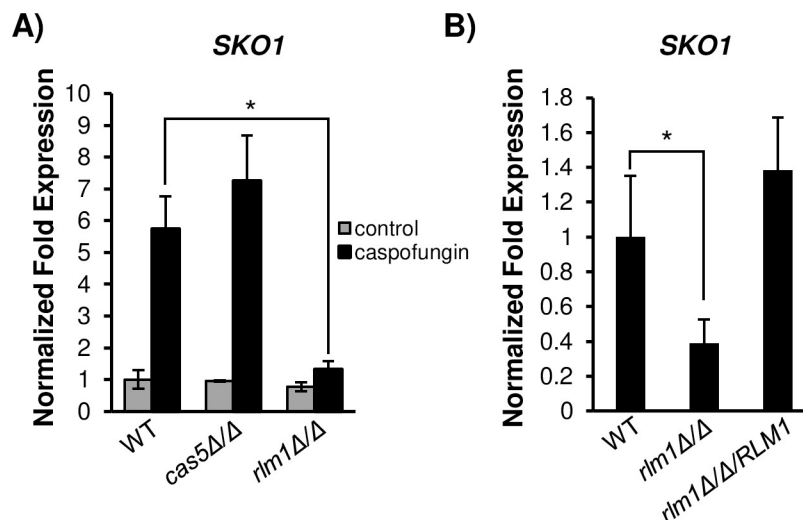 A)
SKO1
Normalized Fold Expression
10
9
8
7
6
5
4
3
2
1
0
*
control
caspofungin
WT
cas5Δ/Δ
rlm1Δ/Δ
B)
SKO1
Normalized Fold Expression
1.8
1.6
1.4
1.2
1
0.8
0.6
0.4
0.2
0
*
WT
rlm1Δ/Δ
rlm1Δ/Δ/RLM1